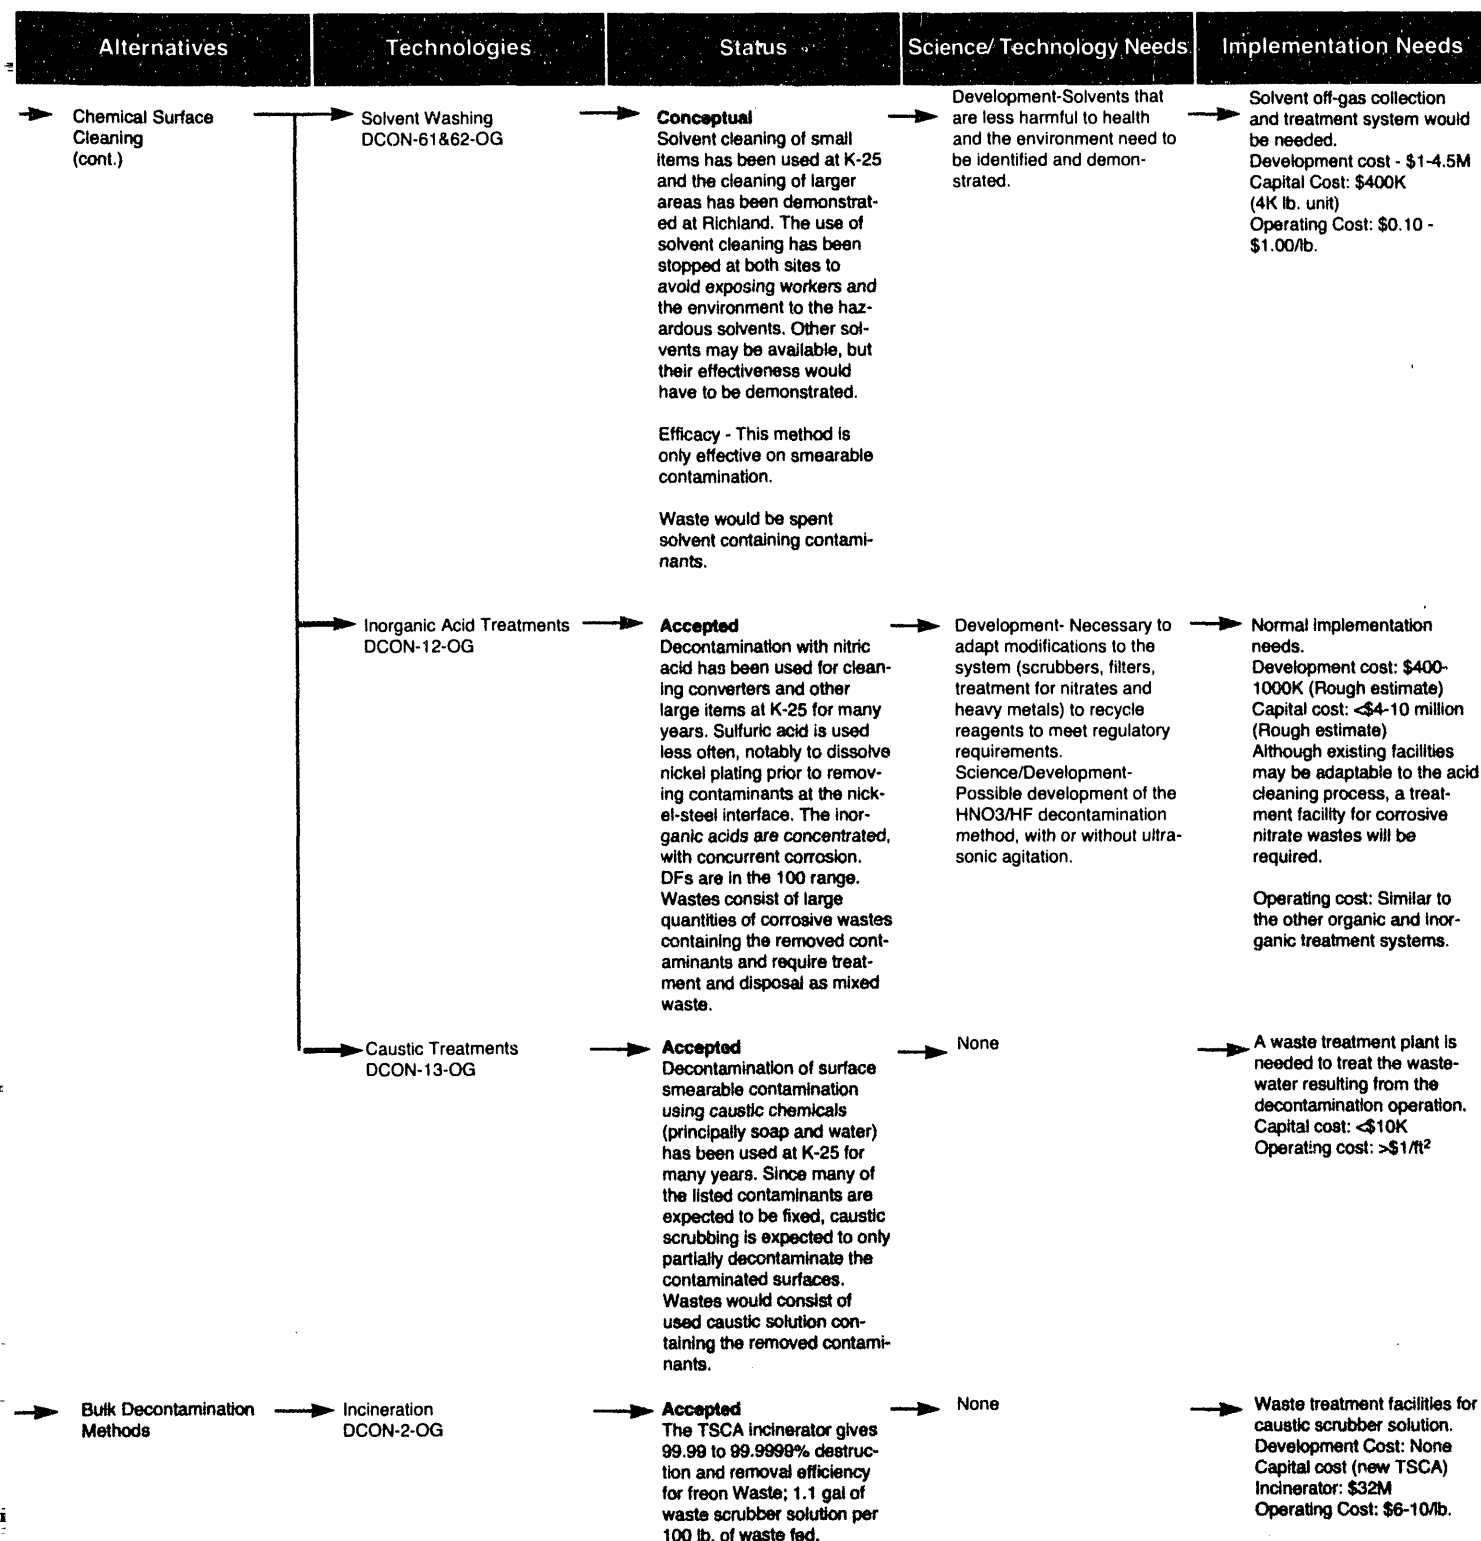 Alternatives
Technologies
Status
Science/ Technology Needs
Implementation Needs
Chemical Surface
Cleaning
(cont.)
Solvent Washing
DCON-61&62-OG
Conceptual
Solvent cleaning of small
items has been used at K-25
and the cleaning of larger
areas has been demonstrat-
ed at Richland. The use of
solvent cleaning has been
stopped at both sites to
avoid exposing workers and
the environment to the haz-
ardous solvents. Other sol-
vents may be available, but
their effectiveness would
have to be demonstrated.
Efficacy - This method is
only effective on smearable
contamination.
Waste would be spent
solvent containing contami-
nants.
Development-Solvents that
are less harmful to health
and the environment need to
be identified and demon-
strated.
Solvent off-gas collection
and treatment system would
be needed.
Development cost - $1-4.5M
Capital Cost: $400K
(4K lb. unit)
Operating Cost: $0.10 -
$1.00/lb.
Inorganic Acid Treatments
DCON-12-OG
Accepted
Decontamination with nitric
acid has been used for clean-
ing converters and other
large items at K-25 for many
years. Sulfuric acid is used
less often, notably to dissolve
nickel plating prior to remov-
ing contaminants at the nick-
el-steel interface. The inor-
ganic acids are concentrated,
with concurrent corrosion.
DFs are in the 100 range.
Wastes consist of large
quantities of corrosive wastes
containing the removed cont-
aminants and require treat-
ment and disposal as mixed
waste.
Development- Necessary to
adapt modifications to the
system (scrubbers, filters,
treatment for nitrates and
heavy metals) to recycle
reagents to meet regulatory
requirements.
Science/Development-
Possible development of the
HNO3/HF decontamination
method, with or without ultra-
sonic agitation.
Normal implementation
needs.
Development cost: $400-
1000K (Rough estimate)
Capital cost: <$4-10 million
(Rough estimate)
Although existing facilities
may be adaptable to the acid
cleaning process, a treat-
ment facility for corrosive
nitrate wastes will be
required.
Operating cost: Similar to
the other organic and inor-
ganic treatment systems.
Caustic Treatments
DCON-13-OG
Accepted
Decontamination of surface
smearable contamination
using caustic chemicals
(principally soap and water)
has been used at K-25 for
many years. Since many of
the listed contaminants are
expected to be fixed, caustic
scrubbing is expected to only
partially decontaminate the
contaminated surfaces.
Wastes would consist of
used caustic solution con-
taining the removed contami-
nants.
None
A waste treatment plant is
needed to treat the waste-
water resulting from the
decontamination operation.
Capital cost: <$10K
Operating cost: >$1/ft²
Bulk Decontamination
Methods
Incineration
DCON-2-OG
Accepted
The TSCA incinerator gives
99.99 to 99.9999% destruc-
tion and removal efficiency
for freon Waste; 1.1 gal of
waste scrubber solution per
100 lb. of waste fed.
None
Waste treatment facilities for
caustic scrubber solution.
Development Cost: None
Capital cost (new TSCA)
Incinerator: $32M
Operating Cost: $6-10/lb.